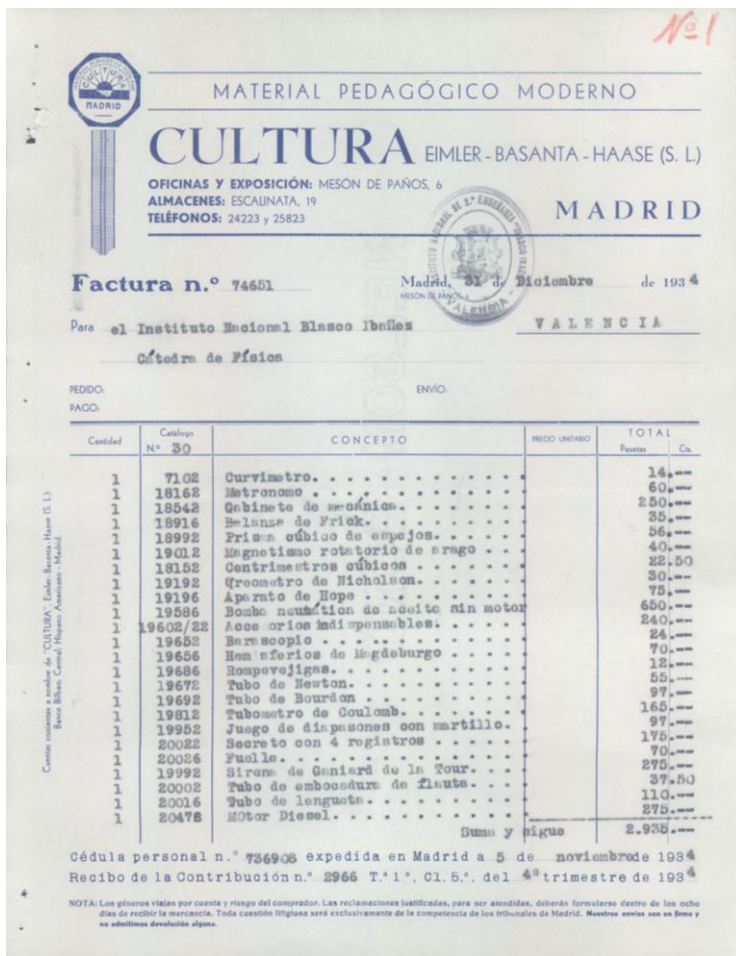 Nº 1
CULTURA
MADRID
MATERIAL PEDAGÓGICO MODERNO
CULTURA EIMLER - BASANTA - HAASE (S. L.)
OFICINAS Y EXPOSICIÓN: MESÓN DE PAÑOS, 6
ALMACENES: ESCALINATA, 19
TELÉFONOS: 24223 y 25823
MADRID
VALENCIA
Factura n.º 74651 Madrid, 31 de Diciembre de 1934
MESÓN DE PAÑOS, 6
Para el Instituto Nacional Blasco Ibañez VALENCIA
Cátedra de Física
PEDIDO: ENVÍO:
PAGO:
Cantidad Catálogo N.º 30 CONCEPTO PRECIO UNITARIO TOTAL
Pesetas Cts.
1 7102 Curvimetro. 14.--
1 18162 Metronomo 60.--
1 18542 Gabinete de mecánica. 250.--
1 18916 Belanza de Frick. 35.--
1 18992 Prisma cúbico de espejos. 56.--
1 19012 Magnetismo rotatorio de arago 40.--
1 18152 Centrimestros cúbicos 22.50
1 19192 Qreometro de Nicholson. 30.--
1 19196 Aparato de Hope 75.--
1 19586 Bomba neumática de aceite sin motor 650.--
1 19602/22 Acce orios indispensables. 240.--
1 19652 Baroscopio 24.--
1 19656 Hemisferios de Magdeburgo 70.--
1 19686 Rompevejigas. 12.--
1 19672 Tubo de Newton. 55.--
1 19692 Tubo de Bourdon 97.--
1 19812 Tubometro de Coulomb. 165.--
1 19952 Juego de diapasones con martillo. 97.--
1 20022 Secreto con 4 registros 175.--
1 20026 Fuelle. 70.--
1 19992 Sirena de Caniard de la Tour. 275.--
1 20002 Tubo de embocadura de flauta. 37.50
1 20016 Tubo de lengueta. 110.--
1 20478 MOtor Diesel. 275.--
Suma y sigue 2.935.--
Cédula personal n.º 736908 expedida en Madrid a 5 de noviembre de 1934
Recibo de la Contribución n.º 2966 T.ª 1.ª. Cl. 5.ª. del 4º trimestre de 1934
NOTA: Los géneros viajan por cuenta y riesgo del comprador. Las reclamaciones justificadas, para ser atendidas, deberán formularse dentro de los ocho
días de recibir la mercancía. Toda cuestión litigiosa será exclusivamente de la competencia de los tribunales de Madrid. Nuestros envíos son en firme y
no admitimos devolución alguna.
Cuentas corrientes a nombre de "CULTURA", Eimler-Basanta-Haase (S. L.):
Banco Bilbao; Central; Hispano Americano - Madrid.